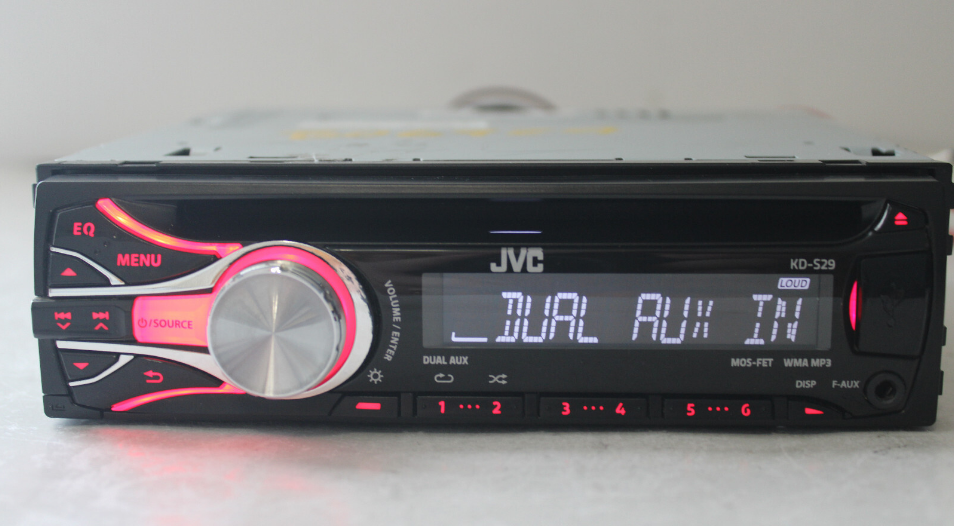 EQ
MENU
/SOURCE
VOLUME / ENTER
JVC
KD-S29
LOUD
DUAL AUX IN
DUAL AUX
MOS-FET WMA MP3
DISP F-AUX
1 ••• 2
3 ••• 4
5 ••• 6